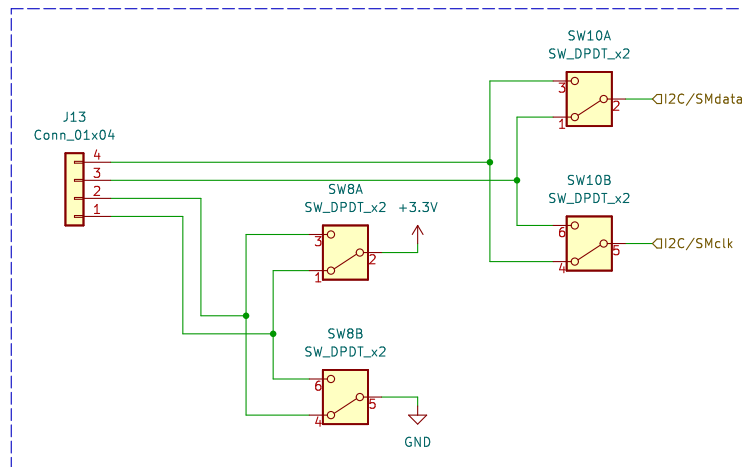 SW10A
SW_DPDT_x2
3
1
2
I2C/SMdata
J13
Conn_01x04
4
3
2
1
SW10B
SW_DPDT_x2
6
4
5
I2C/SMclk
SW8A
SW_DPDT_x2
+3.3V
3
1
2
SW8B
SW_DPDT_x2
6
4
5
GND